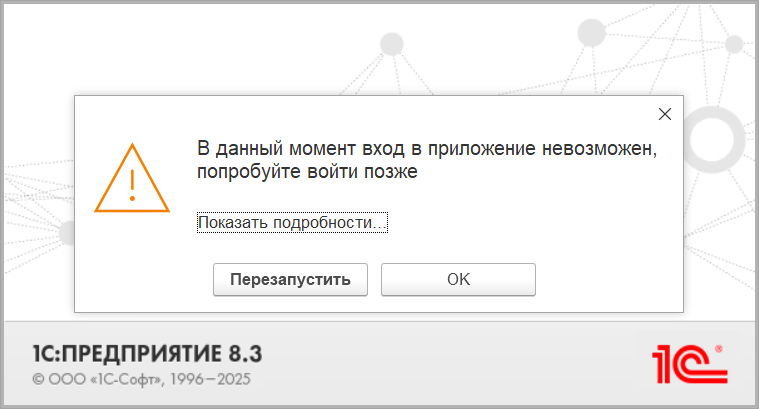 В данный момент вход в приложение невозможен,
попробуйте войти позже
Показать подробности...
Перезапустить
OK
1С:ПРЕДПРИЯТИЕ 8.3
© ООО «1С-Софт», 1996–2025
1С®